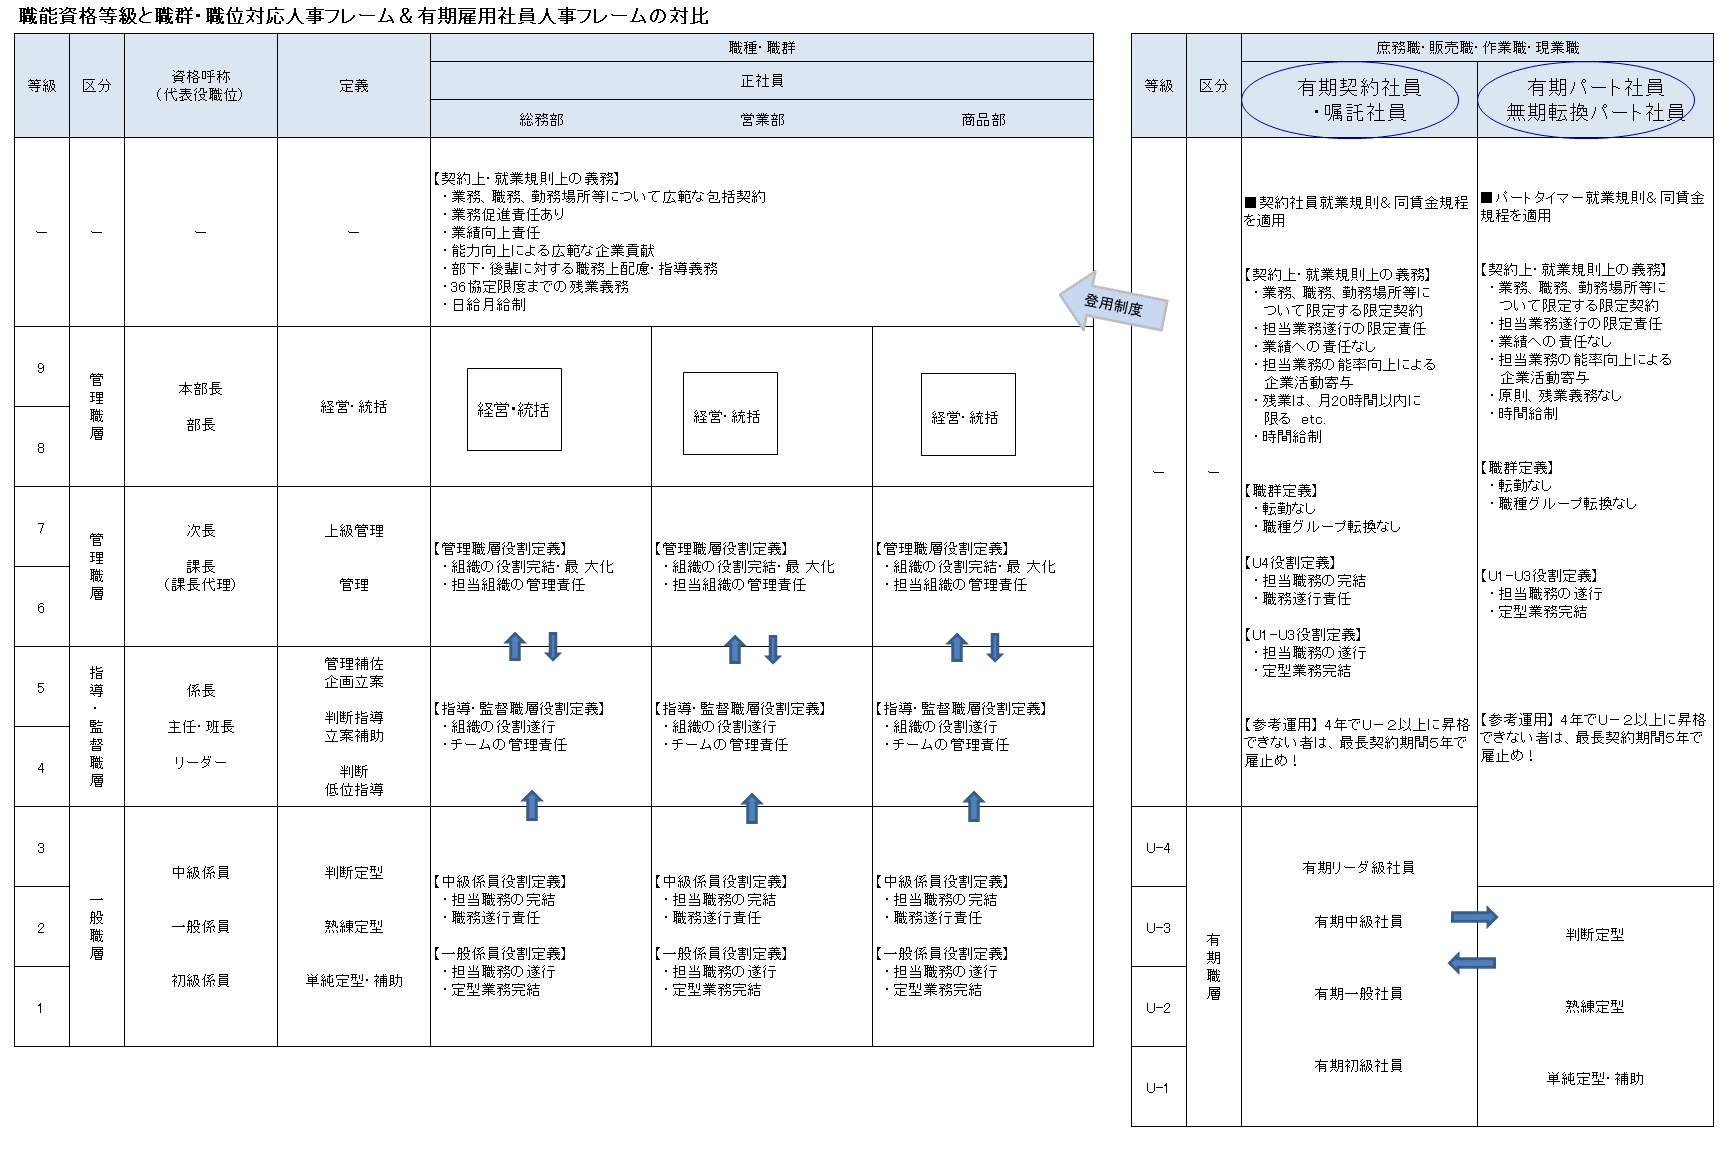 職能資格等級と職群・職位対応人事フレーム＆有期雇用社員人事フレームの対比
等級
区分
資格呼称
（代表役職位）
定義
職種・職群
正社員
総務部
営業部
商品部
―
―
―
―
【契約上・就業規則上の義務】
・業務、職務、勤務場所等について広範な包括契約
・業務促進責任あり
・業績向上責任
・能力向上による広範な企業貢献
・部下・後輩に対する職務上配慮・指導義務
・36協定限度までの残業義務
・日給月給制
9
8
管理職層
本部長
部長
経営・統括
経営・統括
経営・統括
経営・統括
7
6
管理職層
次長
課長
（課長代理）
上級管理
管理
【管理職層役割定義】
・組織の役割完結・最大化
・担当組織の管理責任
【管理職層役割定義】
・組織の役割完結・最大化
・担当組織の管理責任
【管理職層役割定義】
・組織の役割完結・最大化
・担当組織の管理責任
5
4
指導・監督職層
係長
主任・班長
リーダー
管理補佐
企画立案
判断指導
立案補助
判断
低位指導
【指導・監督職層役割定義】
・組織の役割遂行
・チームの管理責任
【指導・監督職層役割定義】
・組織の役割遂行
・チームの管理責任
【指導・監督職層役割定義】
・組織の役割遂行
・チームの管理責任
3
2
1
一般職層
中級係員
一般係員
初級係員
判断定型
熟練定型
単純定型・補助
【中級係員役割定義】
・担当職務の完結
・職務遂行責任
【一般係員役割定義】
・担当職務の遂行
・定型業務完結
【中級係員役割定義】
・担当職務の完結
・職務遂行責任
【一般係員役割定義】
・担当職務の遂行
・定型業務完結
【中級係員役割定義】
・担当職務の完結
・職務遂行責任
【一般係員役割定義】
・担当職務の遂行
・定型業務完結
登用制度
等級
区分
庶務職・販売職・作業職・現業職
有期契約社員
・嘱託社員
有期パート社員
無期転換パート社員
―
―
■契約社員就業規則＆同賃金規程
を適用
【契約上・就業規則上の義務】
・業務、職務、勤務場所等に
ついて限定する限定契約
・担当業務遂行の限定責任
・業績への責任なし
・担当業務の能率向上による
企業活動寄与
・残業は、月20時間以内に
限る　etc.
・時間給制
【職群定義】
・転勤なし
・職種グループ転換なし
【U4役割定義】
・担当職務の完結
・職務遂行責任
【U1－U3役割定義】
・担当職務の遂行
・定型業務完結
【参考運用】４年でU－２以上に昇格
できない者は、最長契約期間５年で
雇止め！
■パートタイマー就業規則＆同賃金
規程を適用
【契約上・就業規則上の義務】
・業務、職務、勤務場所等に
ついて限定する限定契約
・担当業務遂行の限定責任
・業績への責任なし
・担当業務の能率向上による
企業活動寄与
・原則、残業義務なし
・時間給制
【職群定義】
・転勤なし
・職種グループ転換なし
【U1－U3役割定義】
・担当職務の遂行
・定型業務完結
【参考運用】４年でU－２以上に昇格
できない者は、最長契約期間５年で
雇止め！
U-4
U-3
U-2
U-1
有期職層
有期リーダ級社員
有期中級社員
有期一般社員
有期初級社員
判断定型
熟練定型
単純定型・補助